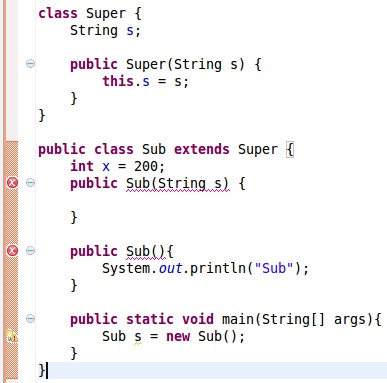 class Super {
    String s;
    public Super(String s) {
        this.s = s;
    }
}
public class Sub extends Super {
    int x = 200;
    public Sub(String s) {
    }
    public Sub(){
        System.out.println("Sub");
    }
    public static void main(String[] args){
        Sub s = new Sub();
    }
}